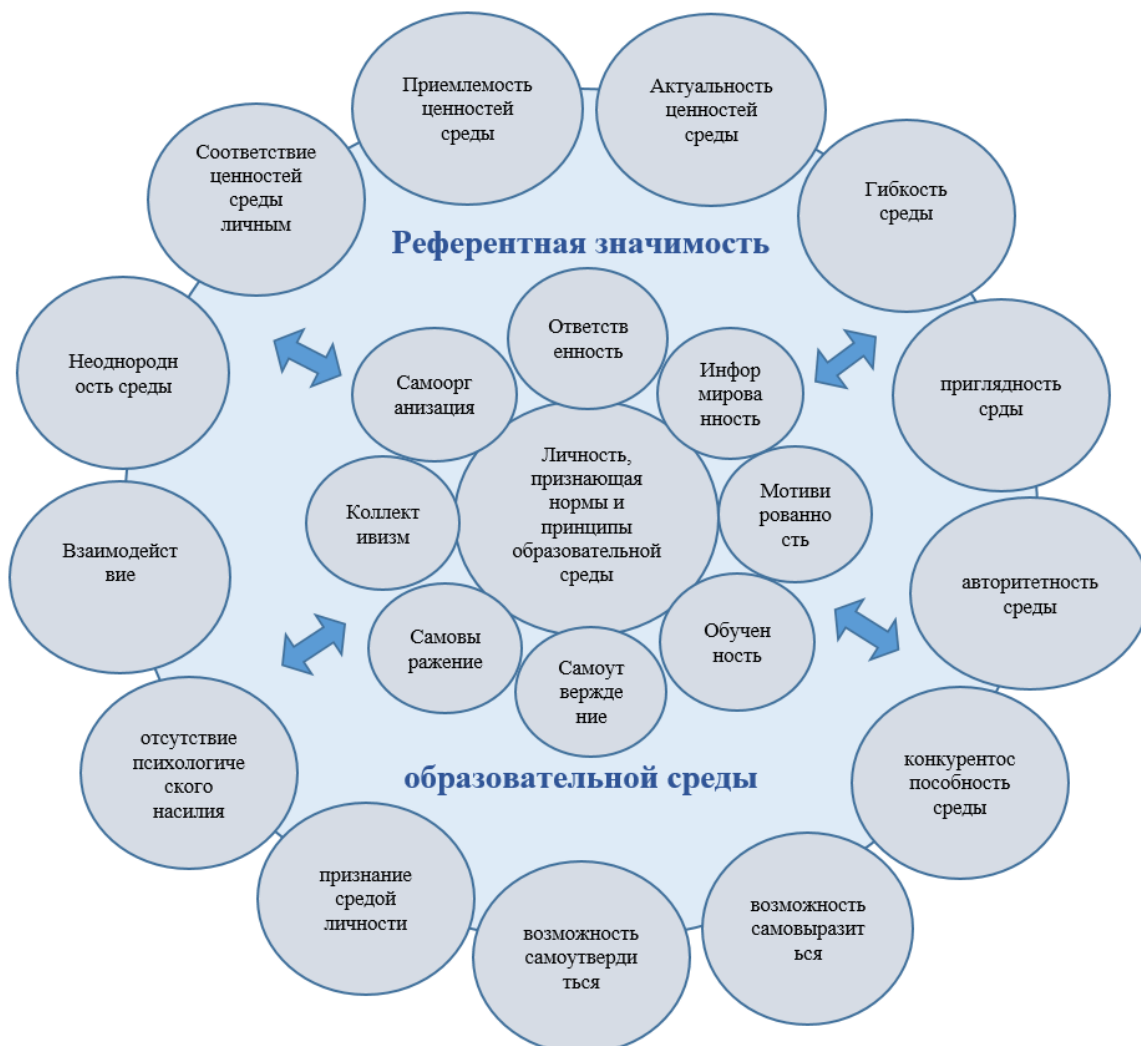 Приемлемость
ценностей
среды
Актуальность
ценностей
среды
Соответствие
ценностей
среды
личным
Гибкость
среды
Референтная значимость
Неоднородн
ость среды
Самоорг
анизация
Ответств
енность
Инфор
мирова
нность
приглядность
срды
Личность,
признающая
нормы и
принципы
образовательной
среды
Коллект
ивизм
Мотиви
рованно
сть
Взаимодейст
вие
авторитетность
среды
Самовы
ражение
Самоут
вержде
ние
Обучен
ность
отсутствие
психологиче
ского
насилия
образовательной среды
конкурентос
пособность
среды
признание
средой
личности
возможность
самоутверди
ться
возможность
самовыразит
ься